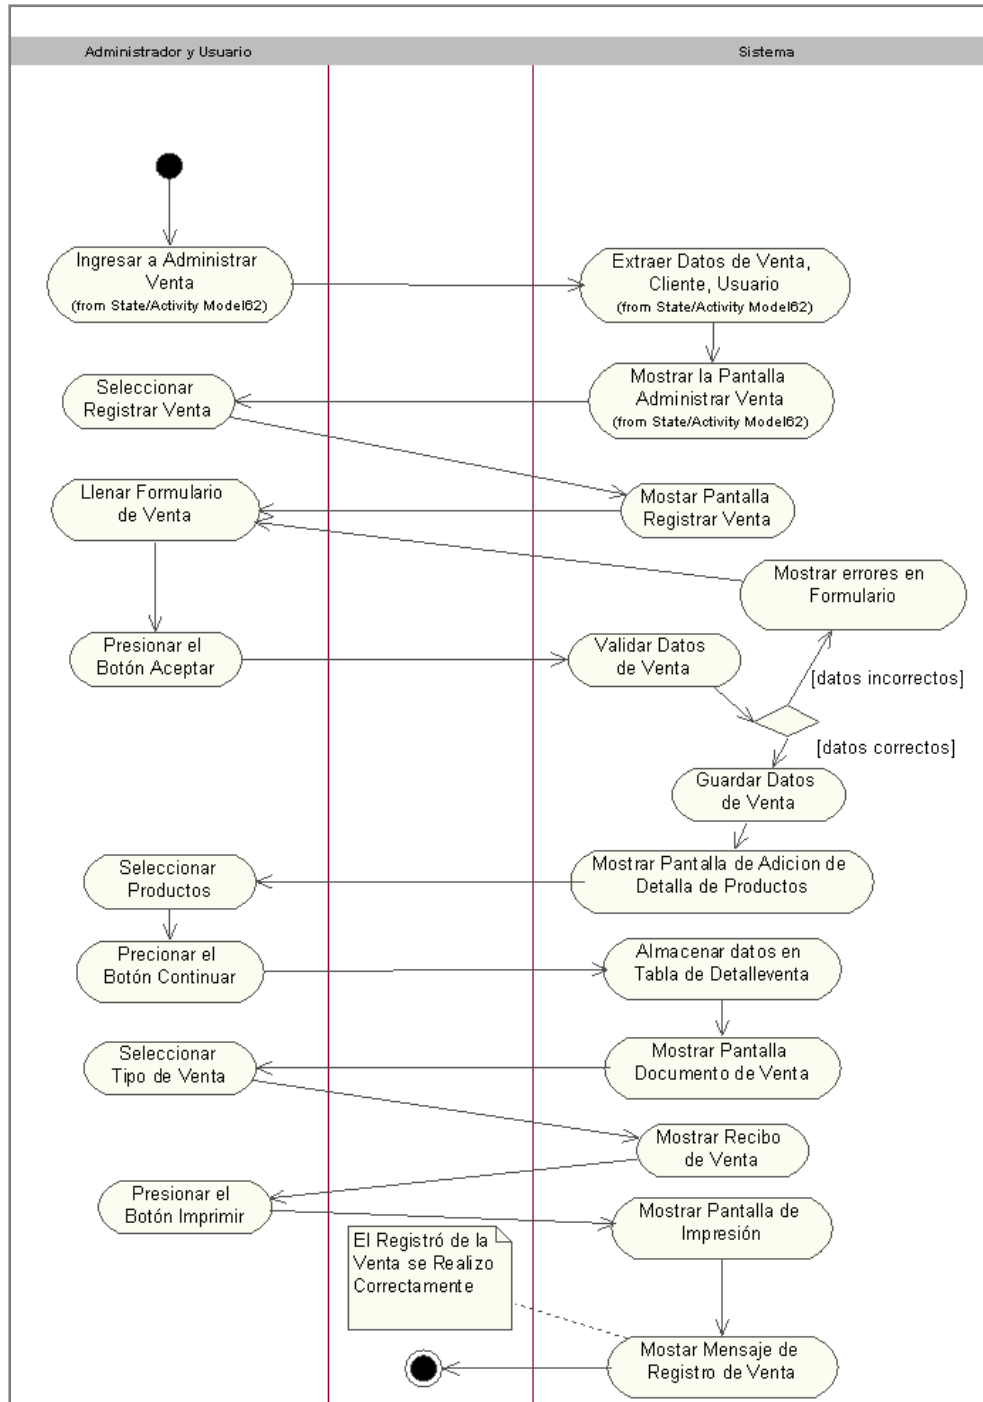 Administrador y Usuario
Sistema
Ingresar a Administrar
Venta
(from State/Activity Model62)
Extraer Datos de Venta,
Cliente, Usuario
(from State/Activity Model62)
Seleccionar
Registrar Venta
Mostrar la Pantalla
Administrar Venta
(from State/Activity Model62)
Llenar Formulario
de Venta
Mostar Pantalla
Registrar Venta
Mostrar errores en
Formulario
Presionar el
Botón Aceptar
Validar Datos
de Venta
[datos incorrectos]
[datos correctos]
Guardar Datos
de Venta
Seleccionar
Productos
Mostrar Pantalla de Adicion de
Detalla de Productos
Precionar el
Botón Continuar
Almacenar datos en
Tabla de Detalleventa
Seleccionar
Tipo de Venta
Mostrar Pantalla
Documento de Venta
Mostrar Recibo
de Venta
Presionar el
Botón Imprimir
Mostrar Pantalla de
Impresión
El Registró de la
Venta se Realizo
Correctamente
Mostar Mensaje de
Registro de Venta